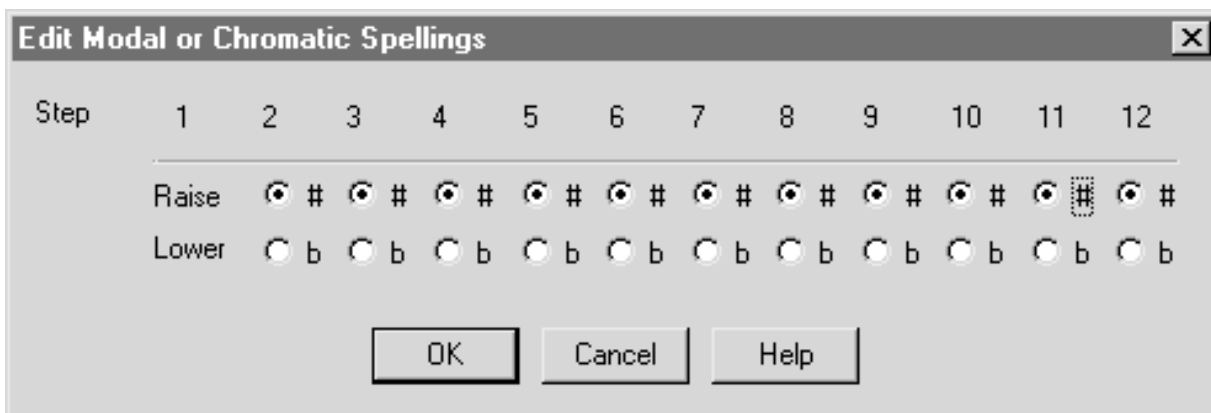 Edit Modal or Chromatic Spellings
Step 1 2 3 4 5 6 7 8 9 10 11 12
Raise # # # # # # # # # # #
Lower b b b b b b b b b b b
OK Cancel Help